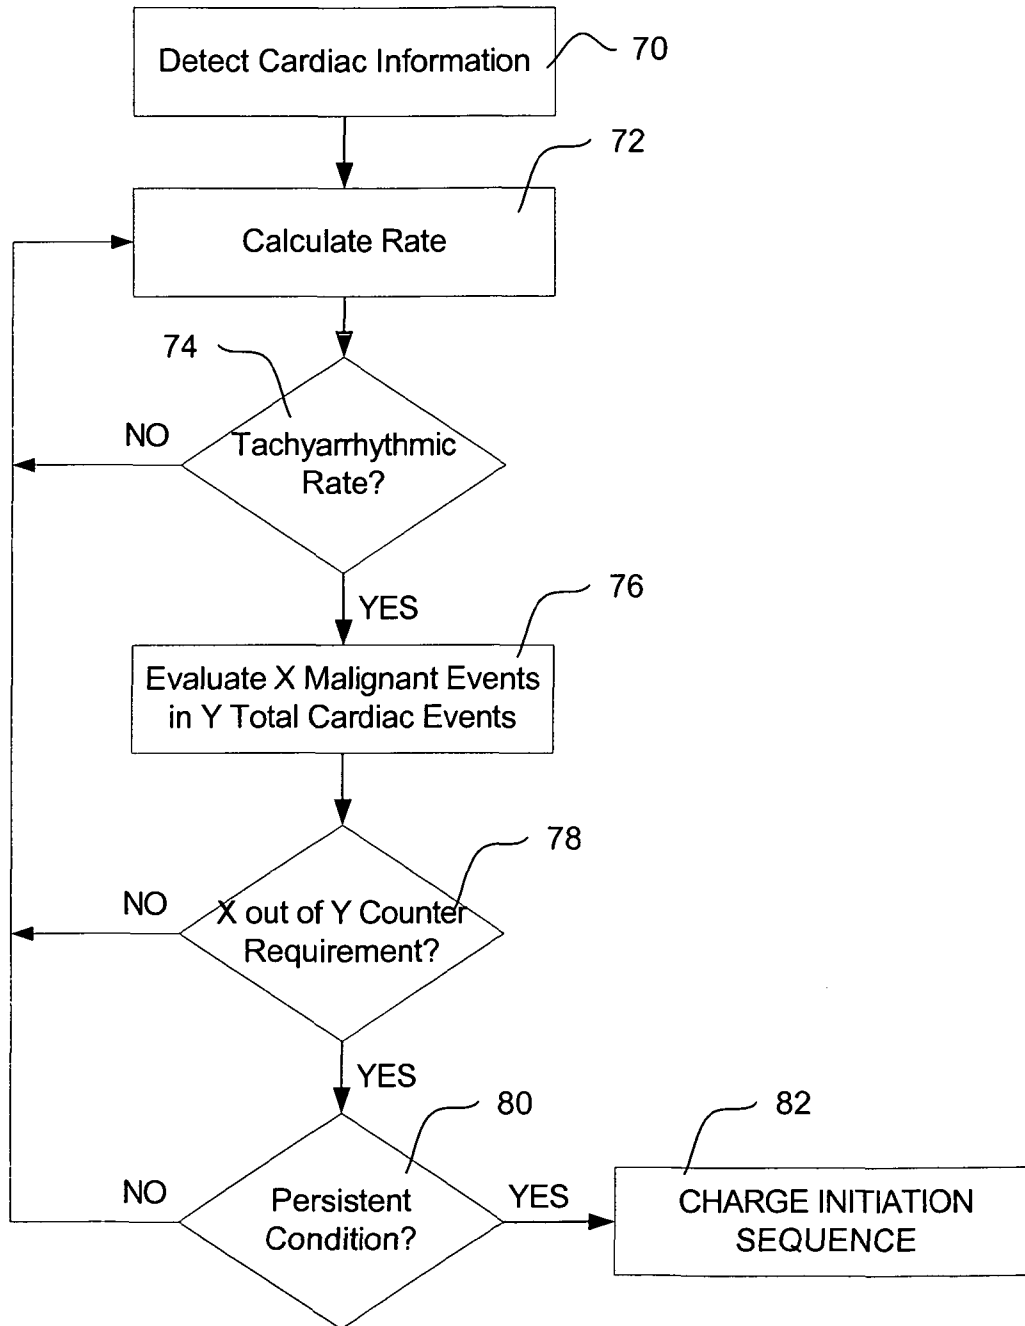 Detect Cardiac Information
70
72
Calculate Rate
74
NO
Tachyarrhythmic
Rate?
YES
76
Evaluate X Malignant Events
in Y Total Cardiac Events
78
NO
X out of Y Counter
Requirement?
YES
80
82
NO
Persistent
Condition?
YES
CHARGE INITIATION
SEQUENCE